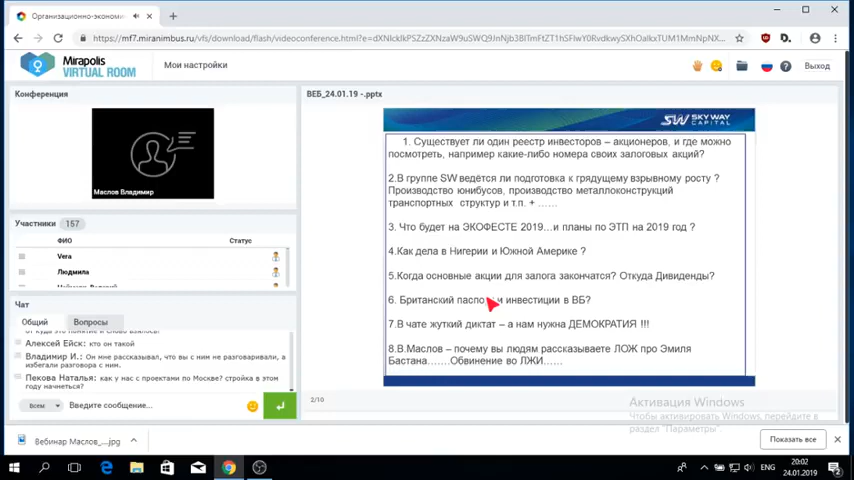 Организационно-экономи
https://mf7.miranimbus.ru/vfs/download/flash/videoconference.html?
Mirapolis
VIRTUAL ROOM
Мои настройки
Выход
Конференция
Маслов Владимир
Участники 157
ФИО Статус
Vera
Людмила
Чат
Общий Вопросы
Алексей Ейск: кто он такой
Владимир И.: Он мне рассказывал, что вы с ним не разговаривали, а
избегали разговора с ним.
Пекова Наталья: как у нас с проектами по Москве? стройка в этом
году начнеться?
Всем Введите сообщение...
ВЕБ_24.01.19 -.pptx
SW SKY WAY
CAPITAL
1. Существует ли один реестр инвесторов – акционеров, и где можно
посмотреть, например какие-либо номера своих залоговых акций?
2.В группе SW ведётся ли подготовка к грядущему взрывному росту ?
Производство юнибусов, производство металлоконструкций
транспортных структур и т.п. + ……
3. Что будет на ЭКОФЕСТЕ 2019…и планы по ЭТП на 2019 год ?
4.Как дела в Нигерии и Южной Америке ?
5.Когда основные акции для залога закончатся? Откуда Дивиденды?
6. Британский и инвестиции в ВБ?
7.В чате жуткий диктат – а нам нужна ДЕМОКРАТИЯ !!!
8.В.Маслов – почему вы людям рассказываете ЛОЖ про Эмиля
Бастана…….Обвинение во ЛЖИ……
2/10
Активация Windows
Чтобы активировать Windows, перейдите в
раздел "Параметры".
Вебинар Маслов_....jpg
Показать все
ENG
20:02
24.01.2019
2